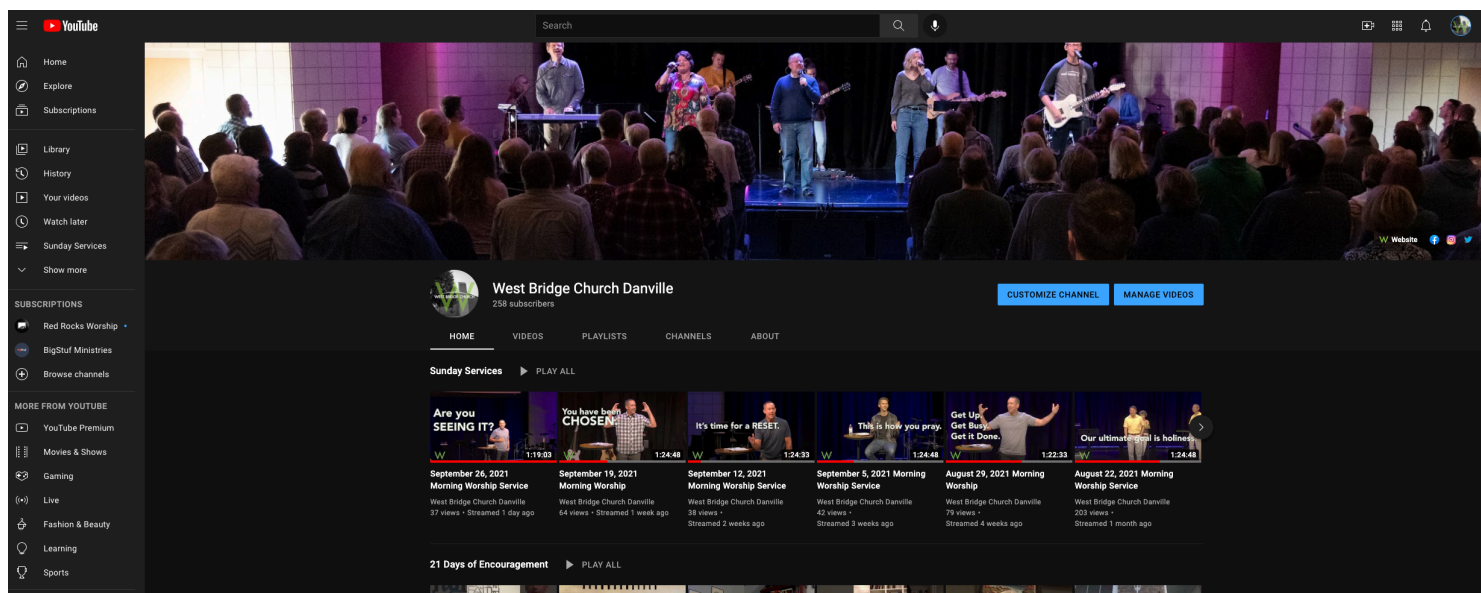 YouTube
Search
Home
Explore
Subscriptions
Library
History
Your videos
Watch later
Sunday Services
Show more
SUBSCRIPTIONS
Red Rocks Worship
BigStuf Ministries
Browse channels
MORE FROM YOUTUBE
YouTube Premium
Movies & Shows
Gaming
Live
Fashion & Beauty
Learning
Sports
W Website
WEST BRIDGE CHURCH
West Bridge Church Danville
258 subscribers
CUSTOMIZE CHANNEL
MANAGE VIDEOS
HOME VIDEOS PLAYLISTS CHANNELS ABOUT
Sunday Services PLAY ALL
Are you
SEEING IT?
W 1:19:03
September 26, 2021
Morning Worship Service
West Bridge Church Danville
37 views • Streamed 1 day ago
You have been
CHOSEN.
W 1:24:48
September 19, 2021
Morning Worship
West Bridge Church Danville
64 views • Streamed 1 week ago
It's time for a RESET.
W 1:24:33
September 12, 2021
Morning Worship Service
West Bridge Church Danville
38 views •
Streamed 2 weeks ago
This is how you pray.
W 1:24:48
September 5, 2021 Morning
Worship Service
West Bridge Church Danville
42 views •
Streamed 3 weeks ago
Get Up.
Get Busy.
Get it Done.
W 1:22:33
August 29, 2021 Morning
Worship
West Bridge Church Danville
79 views •
Streamed 4 weeks ago
Our ultimate goal is holiness.
W 1:24:48
August 22, 2021 Morning
Worship Service
West Bridge Church Danville
203 views •
Streamed 1 month ago
21 Days of Encouragement PLAY ALL